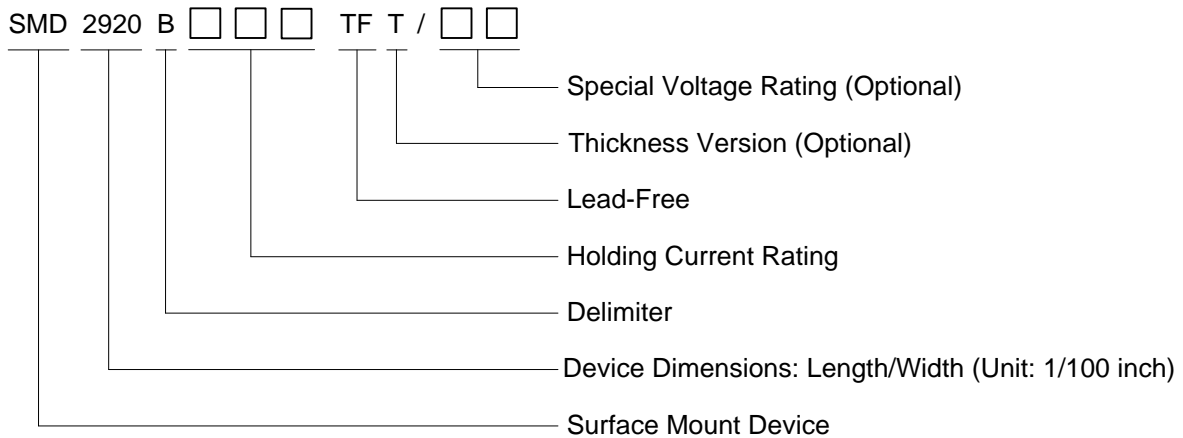 SMD 2920 B □ □ □ TF T / □ □
Special Voltage Rating (Optional)
Thickness Version (Optional)
Lead-Free
Holding Current Rating
Delimiter
Device Dimensions: Length/Width (Unit: 1/100 inch)
Surface Mount Device